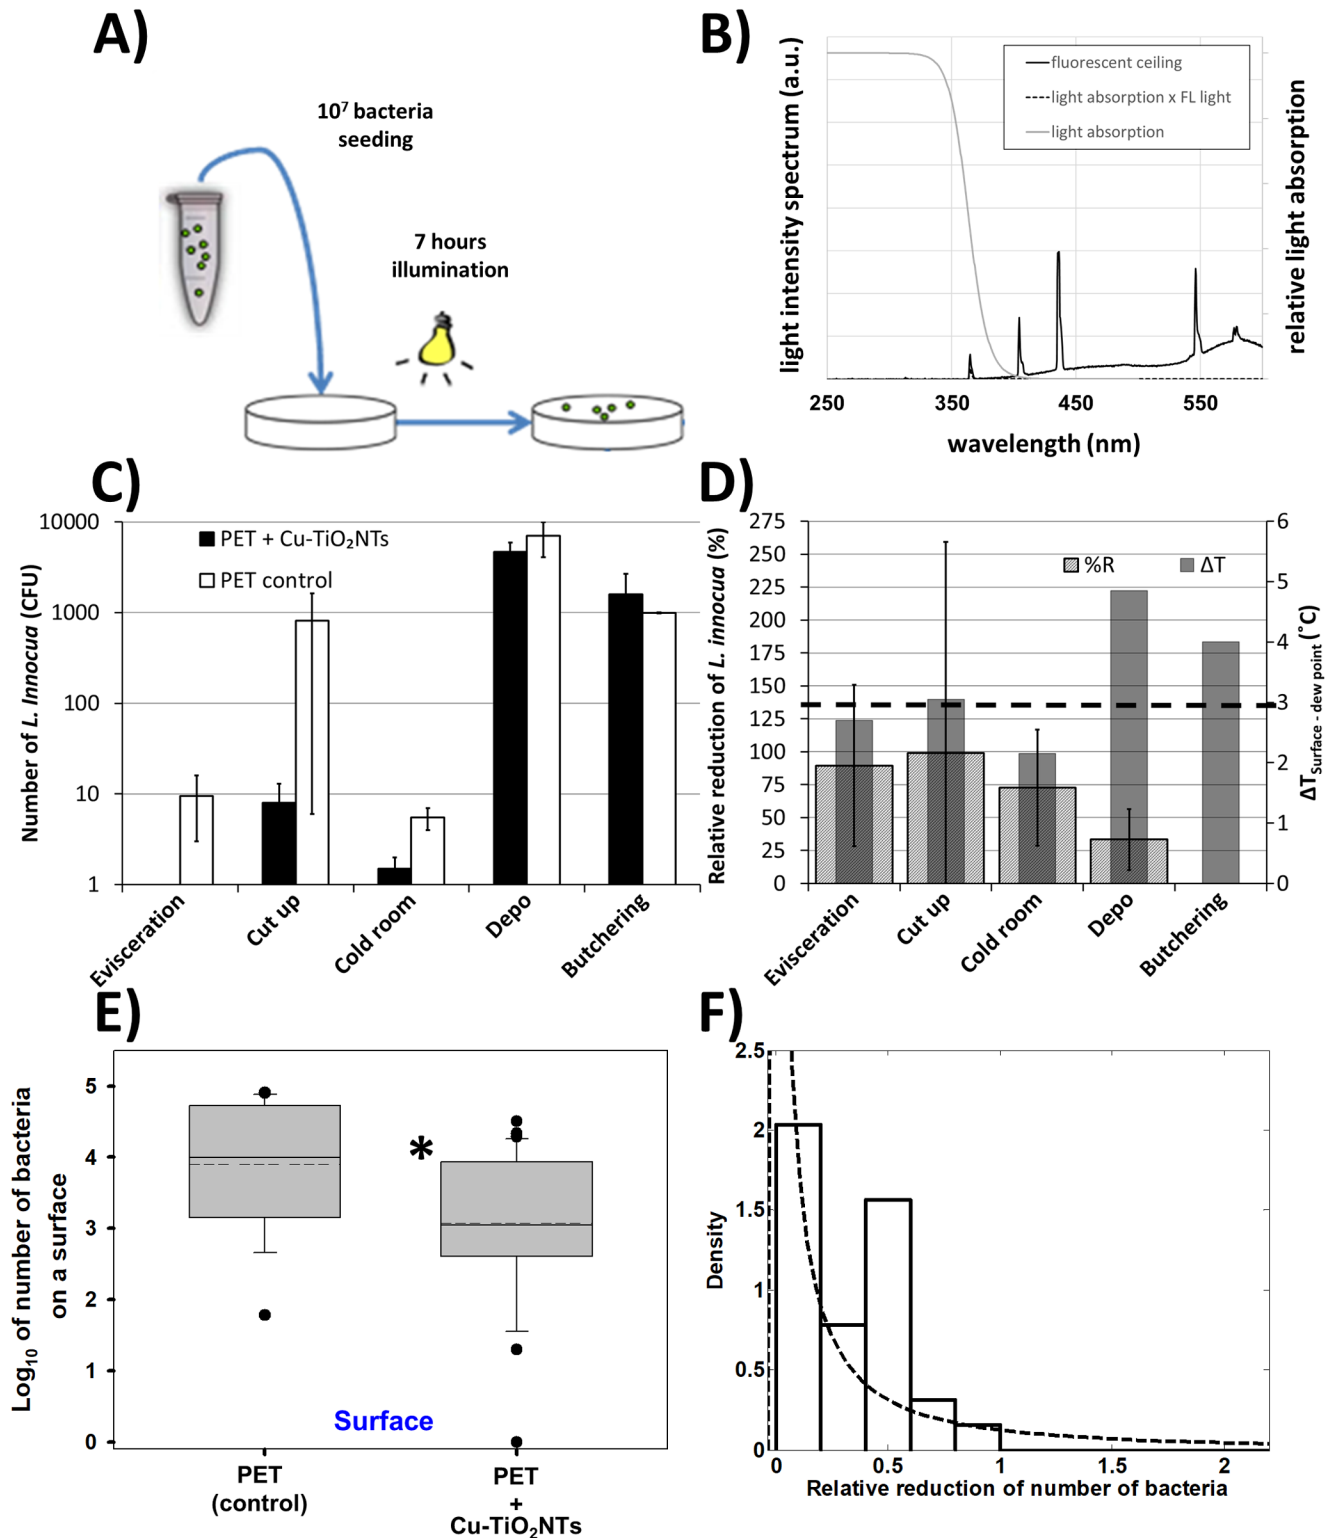 A)
10⁷ bacteria
seeding
7 hours
illumination
B)
light intensity spectrum (a.u.)
fluorescent ceiling
light absorption x FL light
light absorption
relative light absorption
250 350 450 550
wavelength (nm)
C)
Number of L. Innocua (CFU)
10000
1000
100
10
1
PET + Cu-TiO₂NTs
PET control
Evisceration
Cut up
Cold room
Depo
Butchering
D)
Relative reduction of L. innocua (%)
275
250
225
200
175
150
125
100
75
50
25
0
%R
ΔT
6
5
4
3
2
1
0
ΔT Surface - dew point (˚C)
Evisceration
Cut up
Cold room
Depo
Butchering
E)
Log₁₀ of number of bacteria
on a surface
5
4
3
2
1
0
*
Surface
PET
(control)
PET
+
Cu-TiO₂NTs
F)
Density
2.5
2
1.5
1
0.5
0
0 0.5 1 1.5 2
Relative reduction of number of bacteria